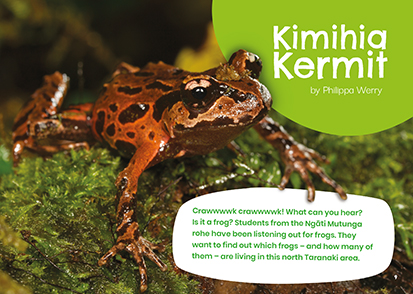 Kimihia
Kermit
by Philippa Werry
Crawwwwk crawwwwk! What can you hear?
Is it a frog? Students from the Ngāti Mutunga
rohe have been listening out for frogs. They
want to find out which frogs – and how many of
them – are living in this north Taranaki area.